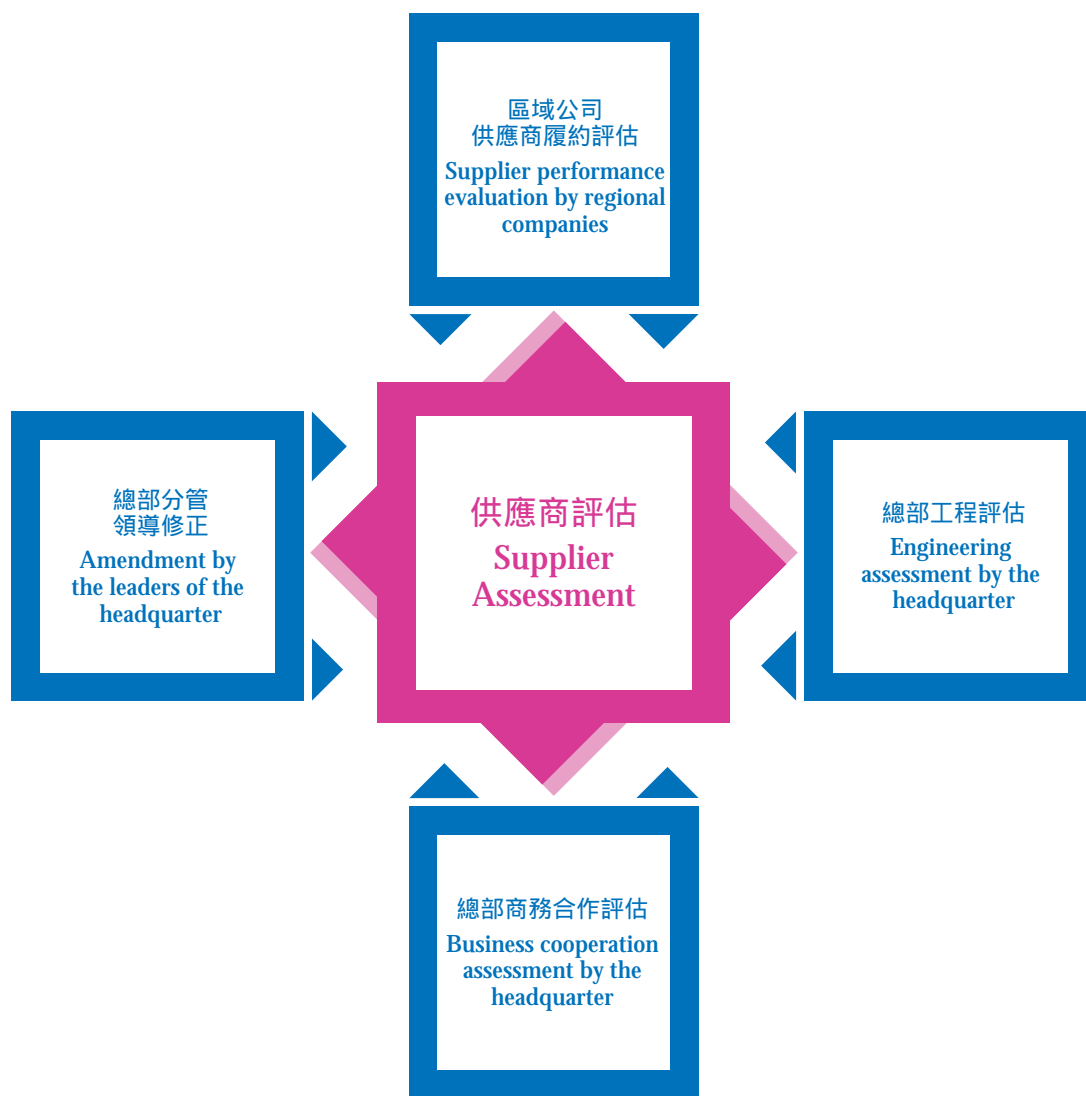 區域公司
供應商履約評估
Supplier performance
evaluation by regional
companies
總部分管
領導修正
Amendment by
the leaders of the
headquarter
供應商評估
Supplier
Assessment
總部工程評估
Engineering
assessment by the
headquarter
總部商務合作評估
Business cooperation
assessment by the
headquarter